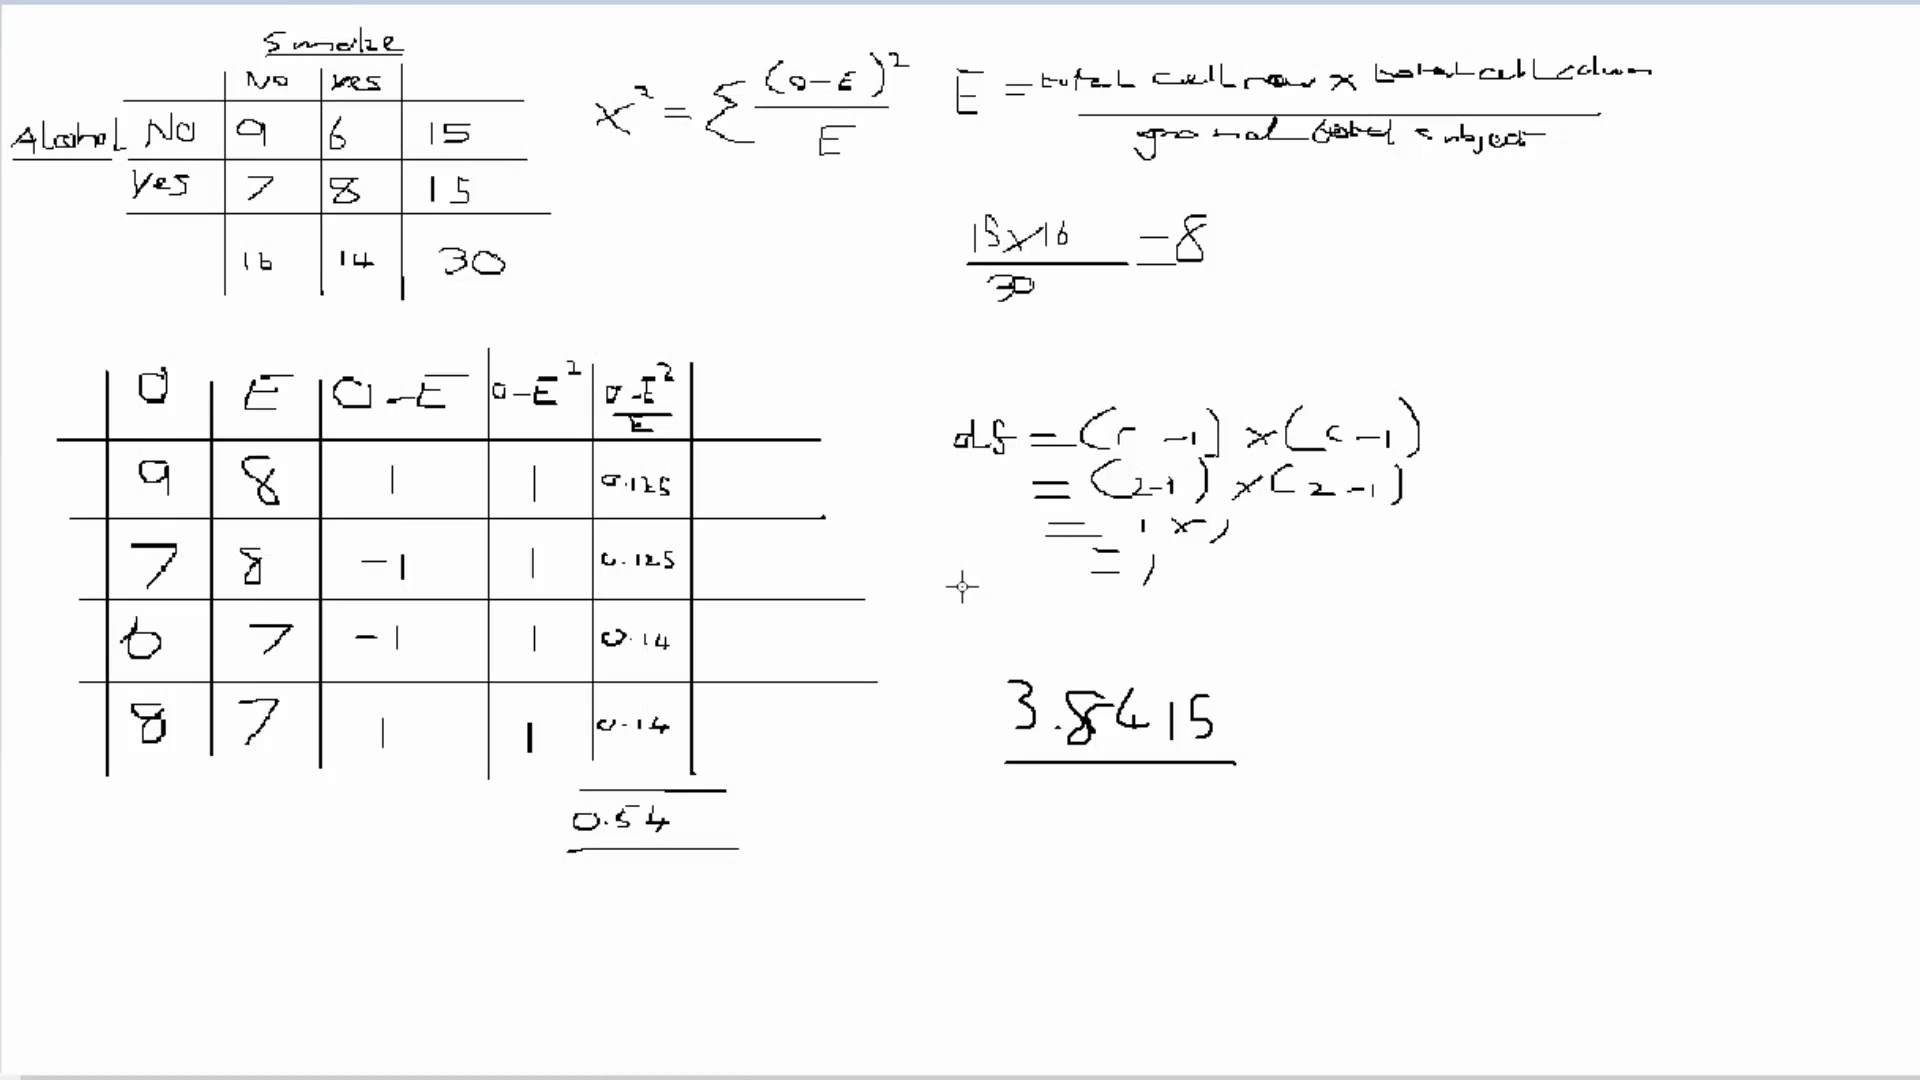 Smoke
No yes
Alcohol No 9 6 15
Yes 7 8 15
16 14 30
x² = Σ (O-E)² / E
E = total cell row x total cell column / grand total subject
15x16 / 30 = 8
O E O-E O-E² O-E²/E
9 8 1 1 0.125
7 8 -1 1 0.125
6 7 -1 1 0.14
8 7 1 1 0.14
0.54
df = (r-1) x (c-1)
= (2-1) x (2-1)
= 1 x 1
= 1
3.8415